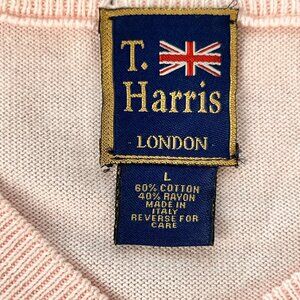 T.
Harris
LONDON
L
60% COTTON
40% RAYON
MADE IN
ITALY
REVERSE FOR
CARE